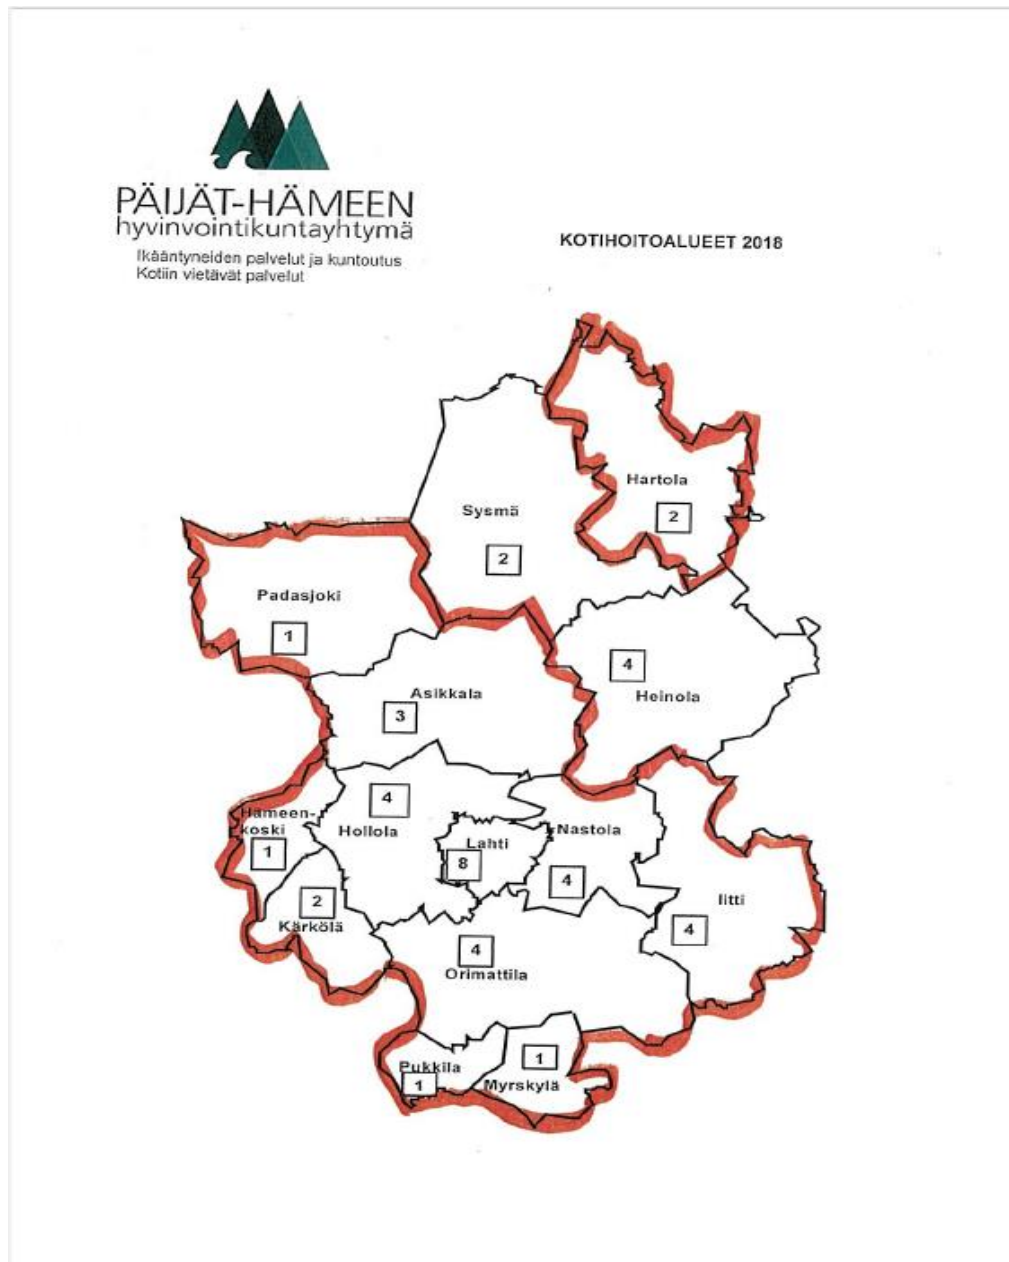 PÄIJÄT-HÄMEEN
hyvinvointikuntayhtymä
Ikääntyneiden palvelut ja kuntoutus
Kotiin vietävät palvelut
KOTIHOITOALUEET 2018
Hartola
2
Sysmä
2
Padasjoki
1
4
Heinola
Asikkala
3
4
Hollola
Hämeen-
koski
1
Lahti
8
Nastola
4
2
Kärkölä
Iitti
4
4
Orimattila
Pukkila
1
1
Myrskylä